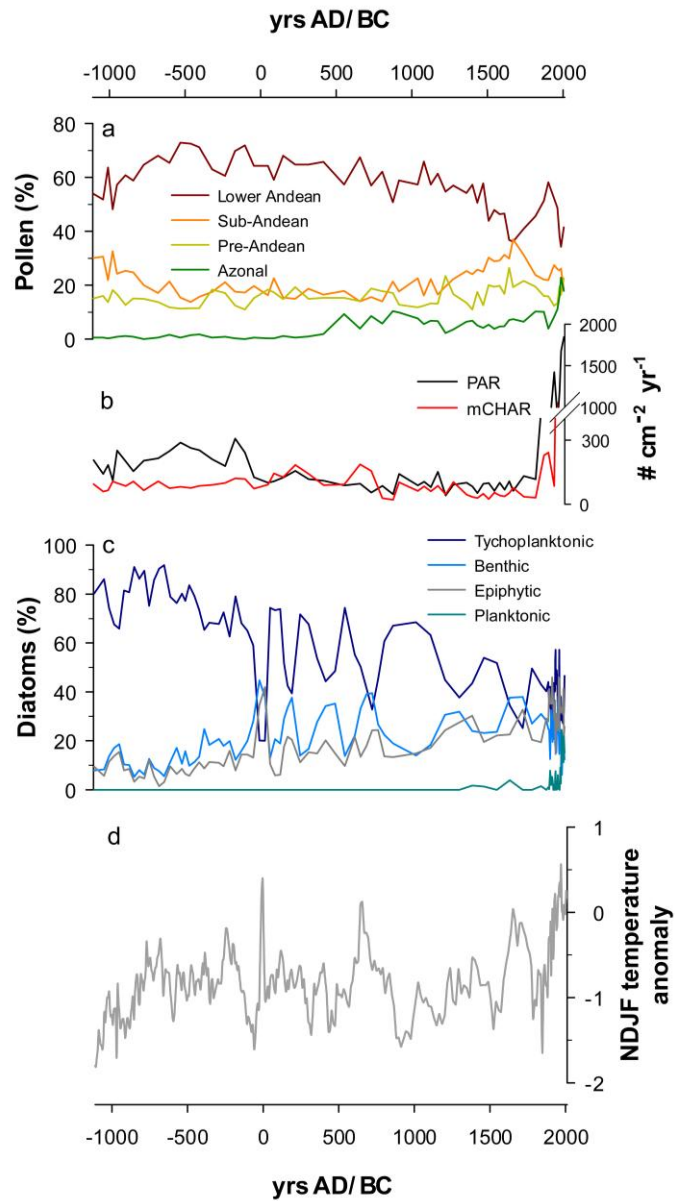 yrs AD/ BC
-1000 -500 0 500 1000 1500 2000
a
80
60
40
20
0
Pollen (%)
Lower Andean
Sub-Andean
Pre-Andean
Azonal
b
PAR
mCHAR
2000
1500
1000
300
0
# cm⁻² yr⁻¹
c
100
80
60
40
20
0
Diatoms (%)
Tychoplanktonic
Benthic
Epiphytic
Planktonic
d
1
0
-1
-2
NDJF temperature
anomaly
-1000 -500 0 500 1000 1500 2000
yrs AD/ BC